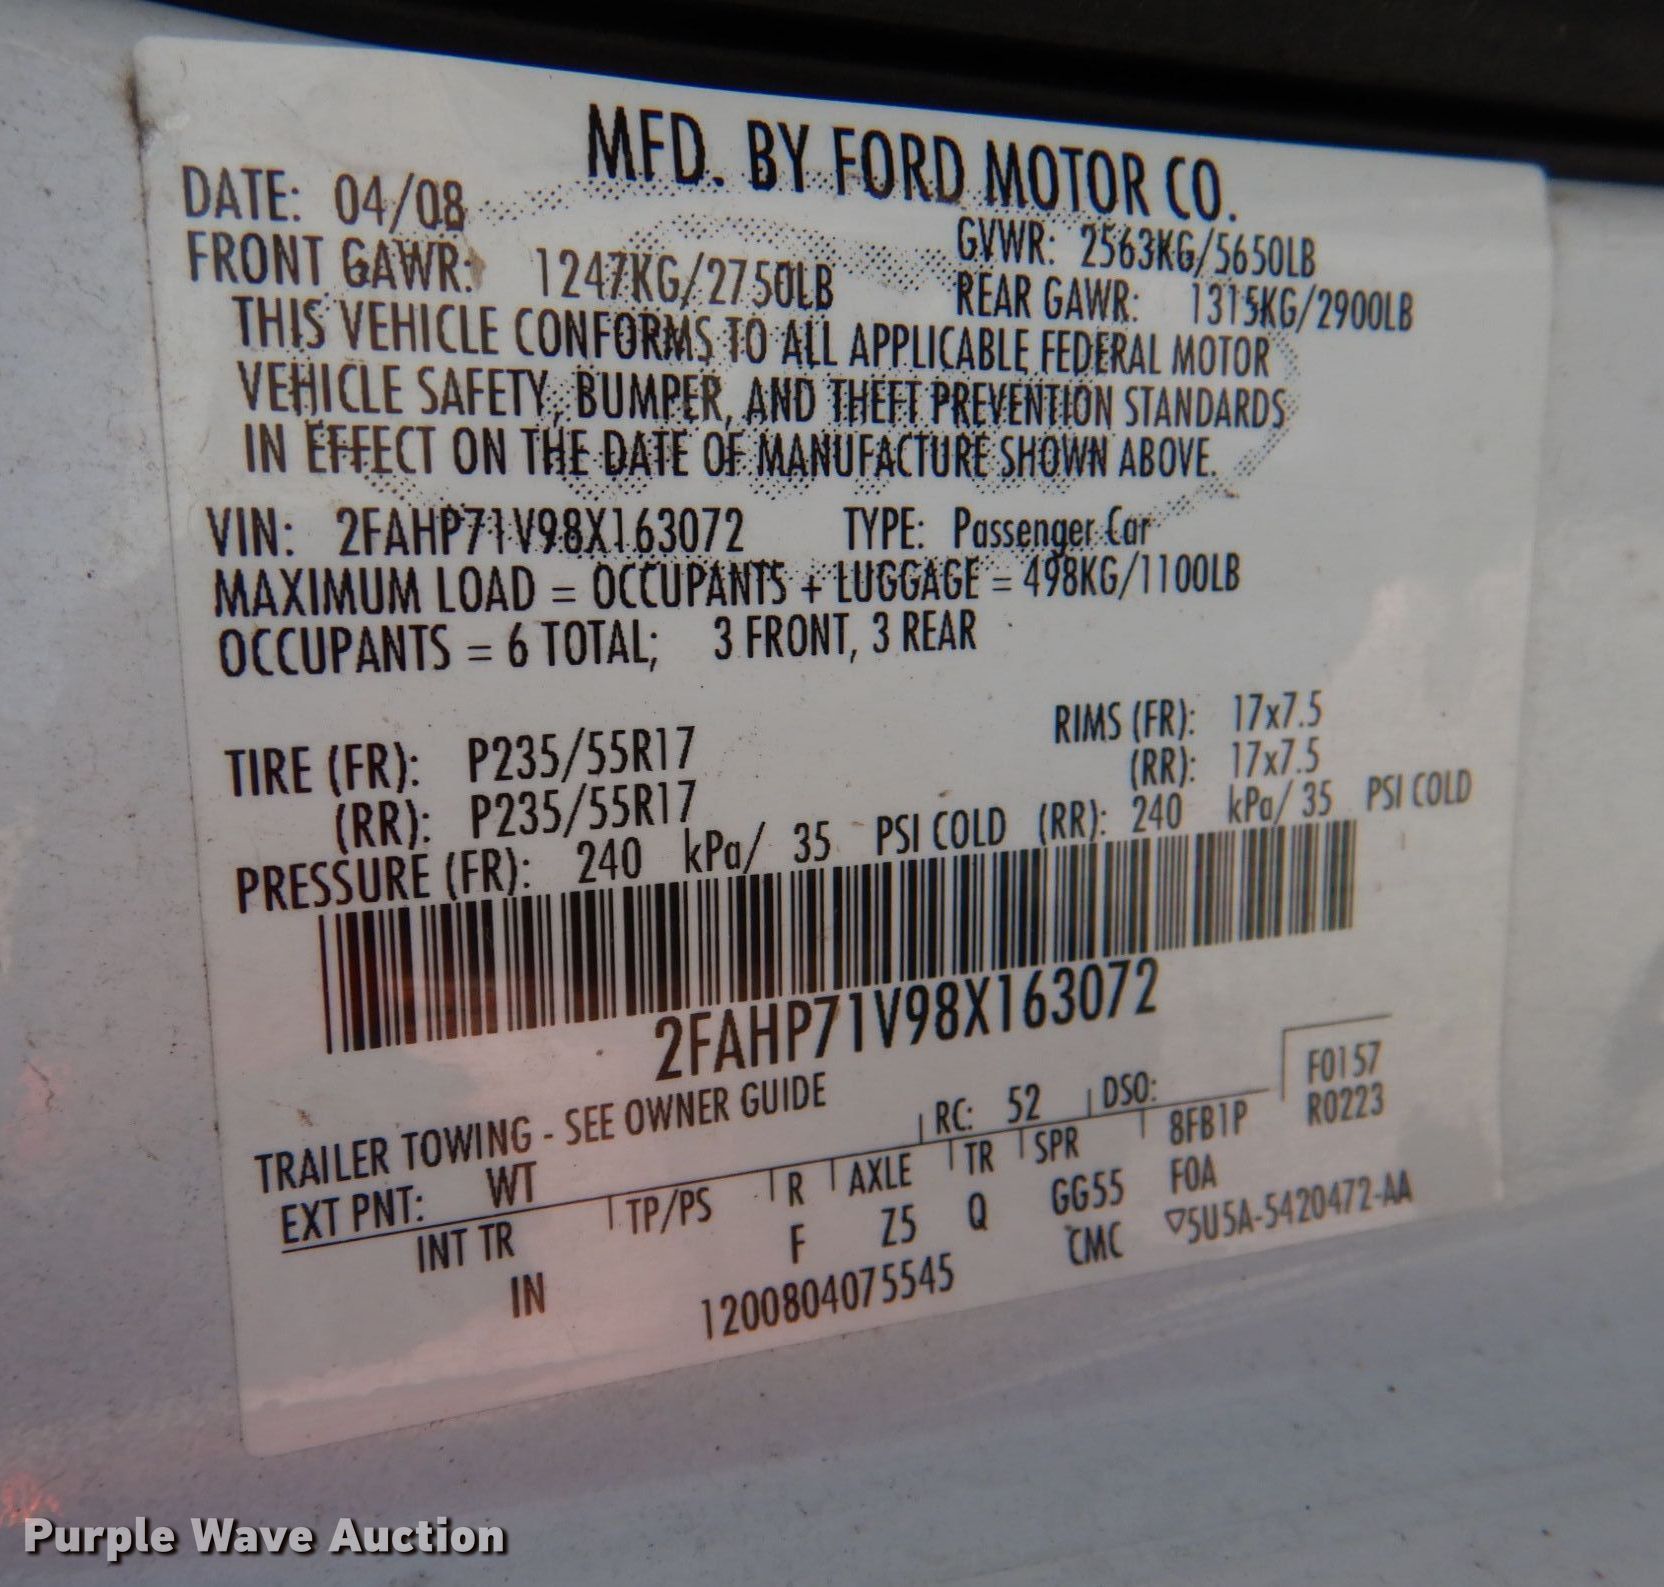 MFD. BY FORD MOTOR CO.
DATE: 04/08 GVWR: 2563KG/5650LB
FRONT GAWR: 1247KG/2750LB REAR GAWR: 1315KG/2900LB
THIS VEHICLE CONFORMS TO ALL APPLICABLE FEDERAL MOTOR
VEHICLE SAFETY, BUMPER, AND THEFT PREVENTION STANDARDS
IN EFFECT ON THE DATE OF MANUFACTURE SHOWN ABOVE.
VIN: 2FAHP71V98X163072 TYPE: Passenger Car
MAXIMUM LOAD = OCCUPANTS + LUGGAGE = 498KG/1100LB
OCCUPANTS = 6 TOTAL; 3 FRONT, 3 REAR
TIRE (FR): P235/55R17 RIMS (FR): 17x7.5
(RR): P235/55R17 (RR): 17x7.5
PRESSURE (FR): 240 kPa/ 35 PSI COLD (RR): 240 kPa/ 35 PSI COLD
2FAHP71V98X163072
TRAILER TOWING - SEE OWNER GUIDE
F0157
EXT PNT: WT RC: 52 DSO: R0223
INT TR TP/PS R AXLE TR SPR 8FB1P
IN F Z5 Q GG55 FOA
1200804075545 CMC ▽5U5A-5420472-AA
Purple Wave Auction